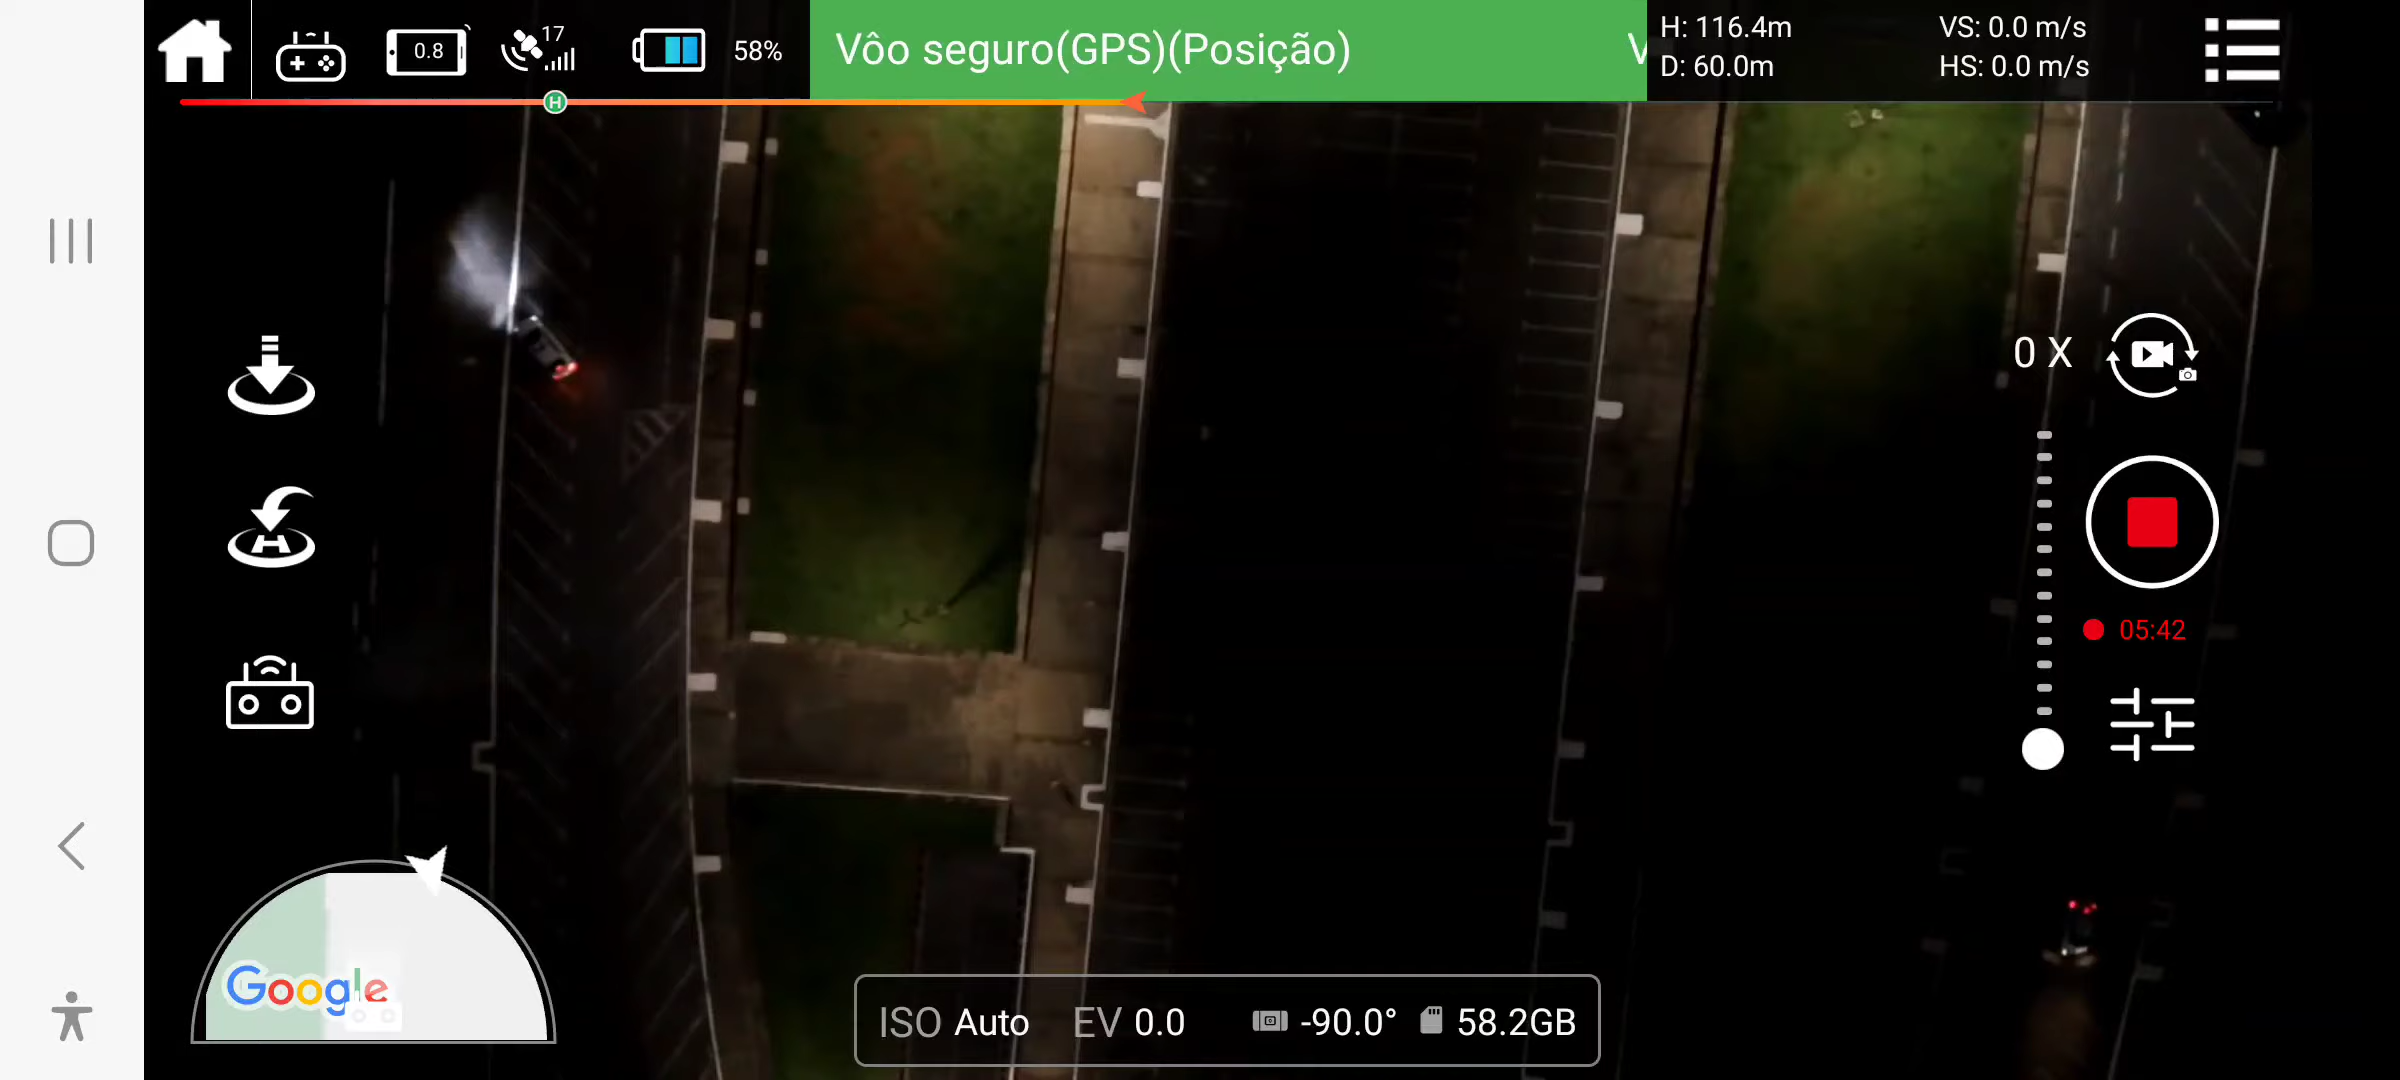 0.8
17
58%
Vôo seguro(GPS)(Posição)
H: 116.4m
VS: 0.0 m/s
D: 60.0m
HS: 0.0 m/s
H
0 X
05:42
Google
ISO Auto
EV 0.0
-90.0°
58.2GB